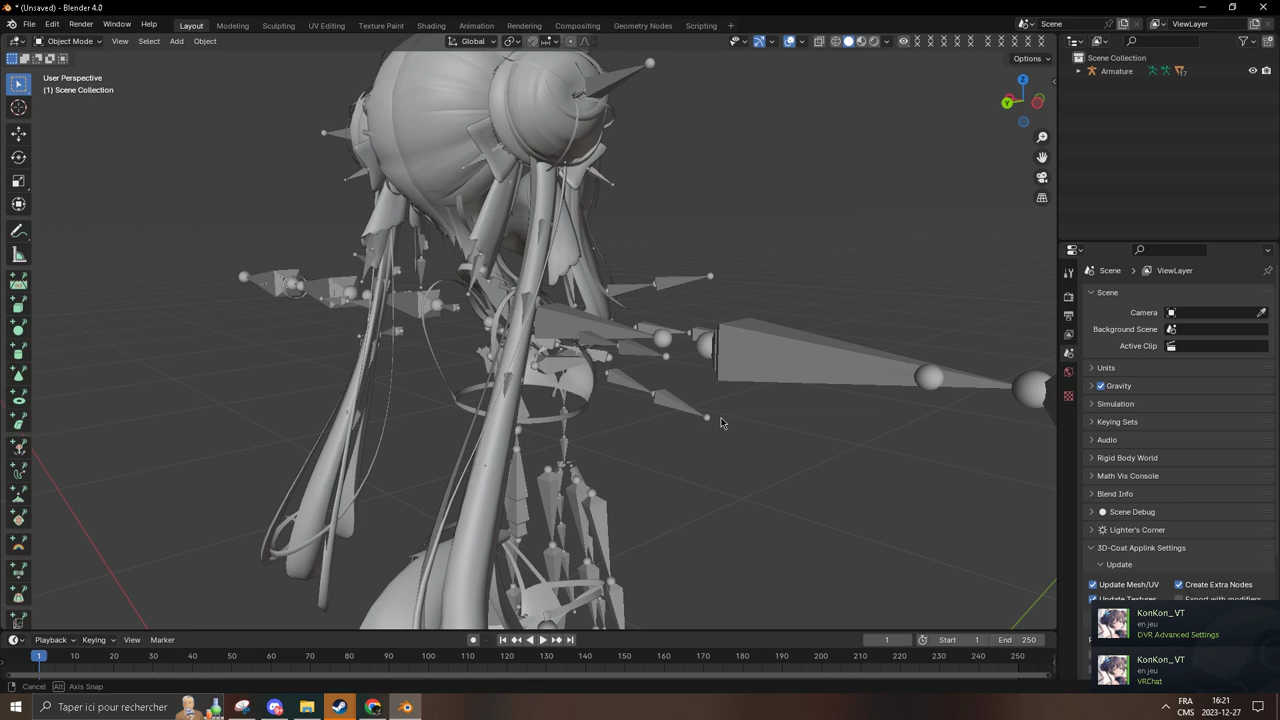 * (Unsaved) - Blender 4.0
File Edit Render Window Help Layout Modeling Sculpting UV Editing Texture Paint Shading Animation Rendering Compositing Geometry Nodes Scripting + Scene ViewLayer
Object Mode View Select Add Object Global
Options
User Perspective
(1) Scene Collection
Z
Y
Scene Collection
Armature 17
Scene ViewLayer
Scene
Camera
Background Scene
Active Clip
Units
Gravity
Simulation
Keying Sets
Audio
Rigid Body World
Math Vis Console
Blend Info
Scene Debug
Lighter's Corner
3D-Coat Applink Settings
Update
Update Mesh/UV Create Extra Nodes
Update Textures Export with modifiers
KonKon_VT
en jeu
DVR Advanced Settings
KonKon_VT
en jeu
VRChat
Playback Keying View Marker 1 Start 1 End 250
1 10 20 30 40 50 60 70 80 90 100 110 120 130 140 150 160 170 180 190 200 210 220 230 240 250
Cancel Alt Axis Snap
Taper ici pour rechercher
FRA
CMS
16:21
2023-12-27